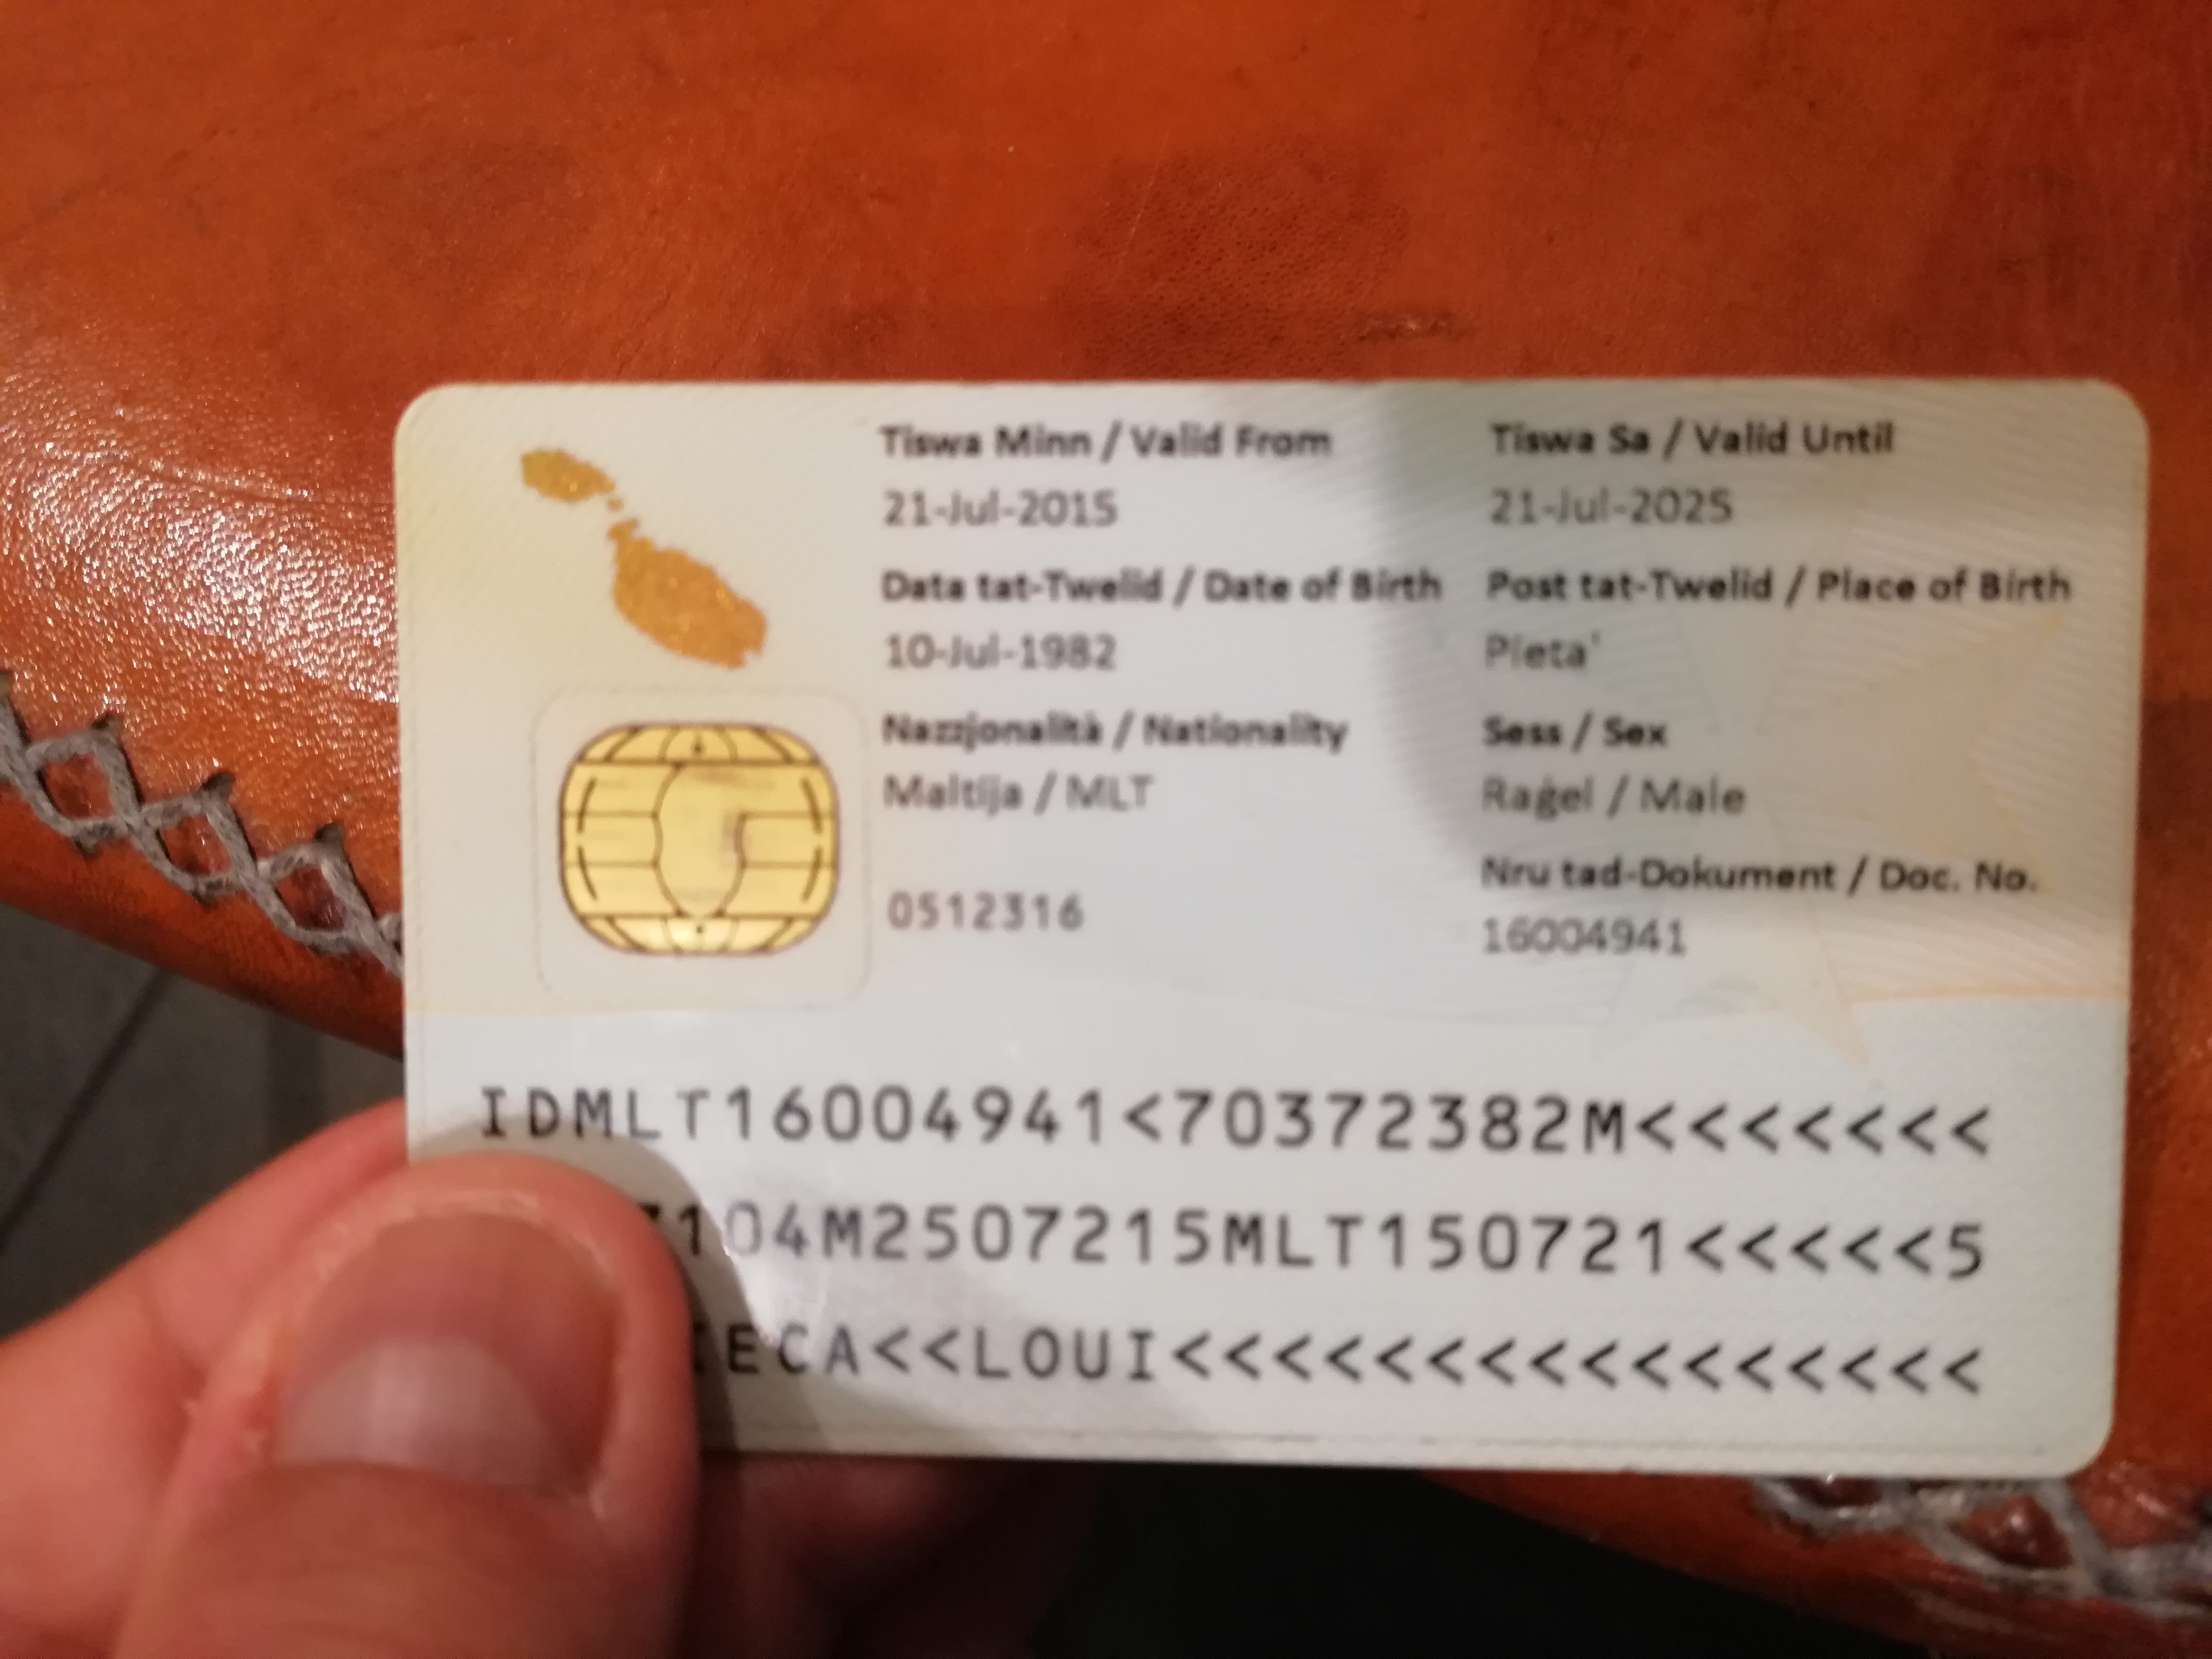 Tiswa Minn / Valid From
21-Jul-2015
Tiswa Sa / Valid Until
21-Jul-2025
Data tat-Twelid / Date of Birth
10-Jul-1982
Post tat-Twelid / Place of Birth
Pieta'
Nazzjonalità / Nationality
Maltija / MLT
Sess / Sex
Raġel / Male
0512316
Nru tad-Dokument / Doc. No.
16004941
IDMLT16004941<70372382M<<<<<<<
104M2507215MLT150721<<<<<5
ECA<<LOUI<<<<<<<<<<<<<<<<